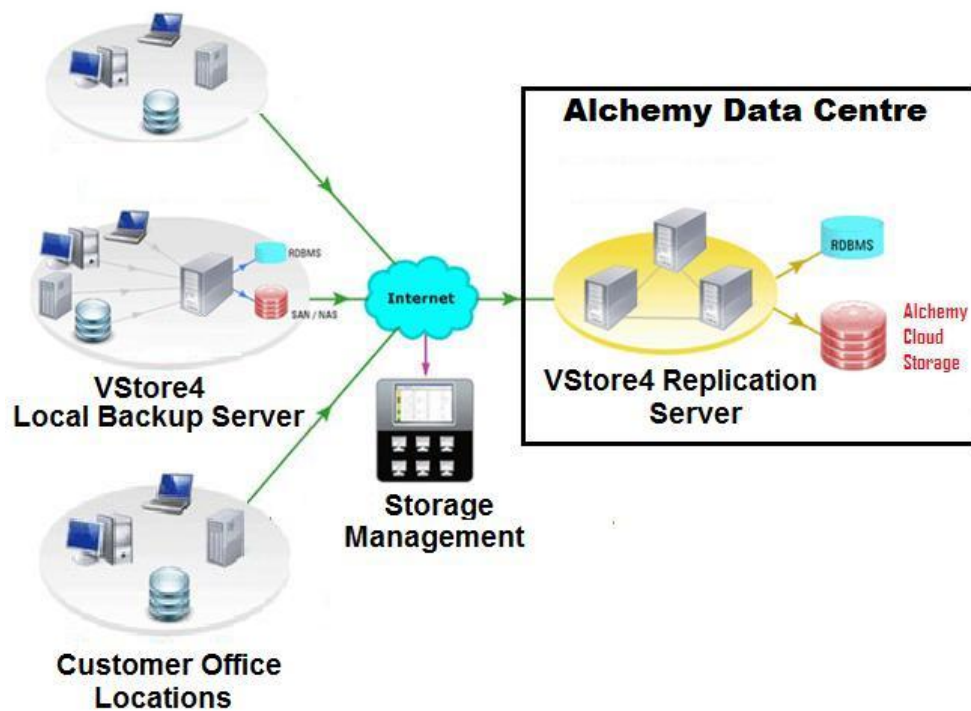 Alchemy Data Centre
RDBMS
SAN / NAS
VStore4
Local Backup Server
Internet
RDBMS
Alchemy
Cloud
Storage
VStore4 Replication
Server
Storage
Management
Customer Office
Locations